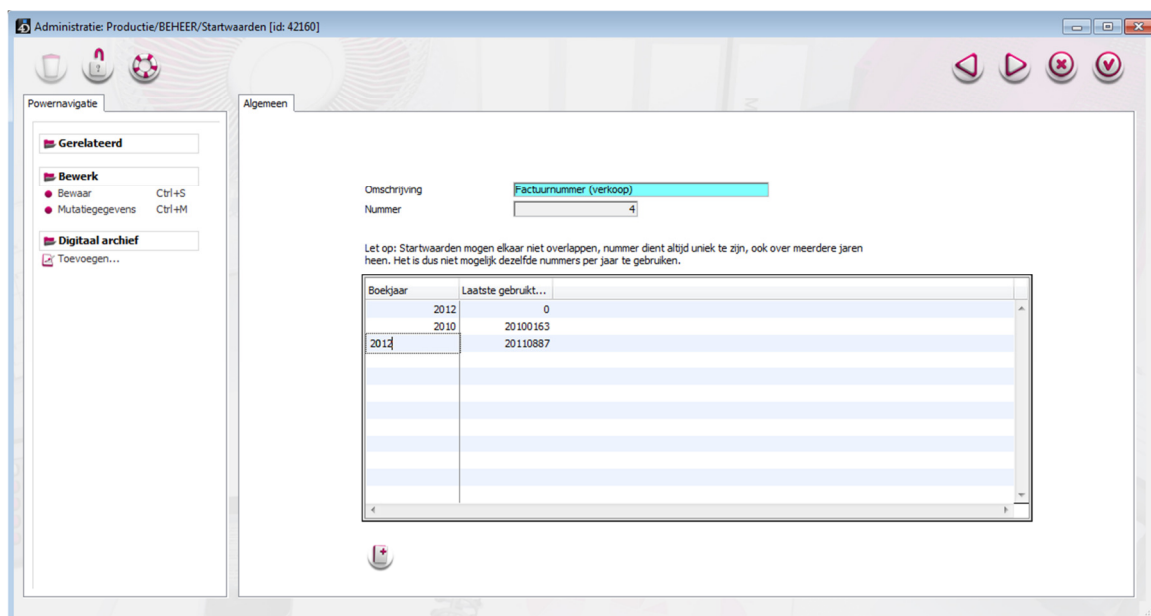 Administratie: Productie/BEHEER/Startwaarden [id: 42160]
Powernavigatie
Algemeen
Gerelateerd
Bewerk
Bewaar Ctrl+S
Mutatiegegevens Ctrl+M
Digitaal archief
Toevoegen...
Omschrijving Factuurnummer (verkoop)
Nummer 4
Let op: Startwaarden mogen elkaar niet overlappen, nummer dient altijd uniek te zijn, ook over meerdere jaren
heen. Het is dus niet mogelijk dezelfde nummers per jaar te gebruiken.
Boekjaar Laatste gebruikt...
2012 0
2010 20100163
2012 20110887